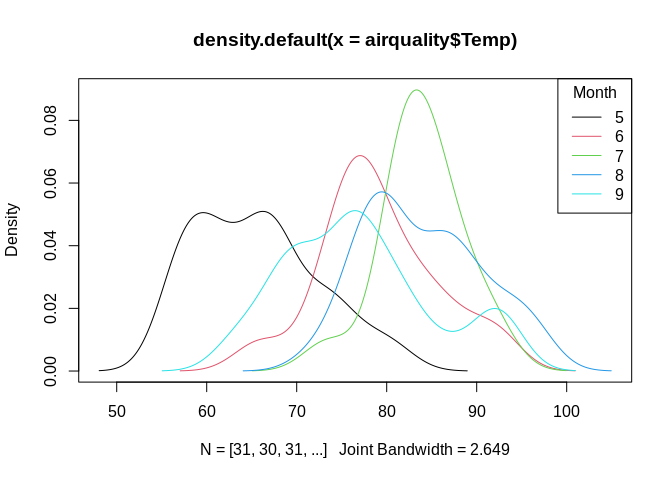 density.default(x = airquality$Temp)
Month
5
6
7
8
9
Density
0.00
0.02
0.04
0.06
0.08
50 60 70 80 90 100
N = [31, 30, 31, ...] Joint Bandwidth = 2.649